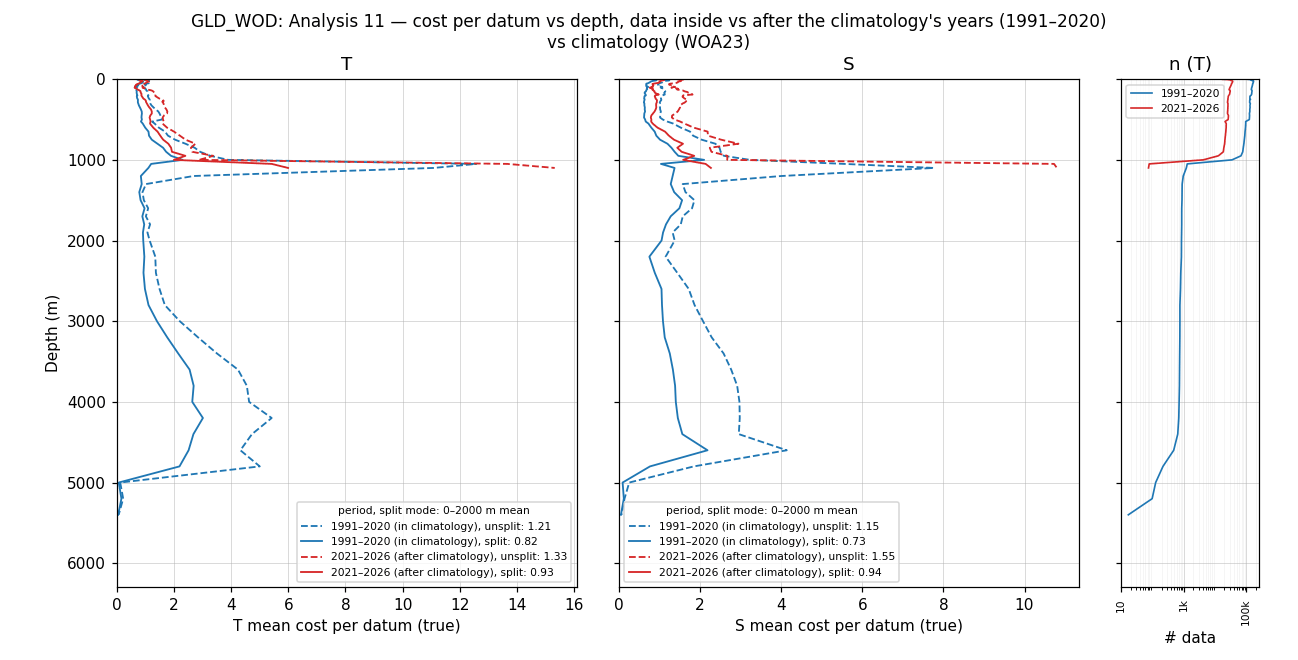 GLD_WOD: Analysis 11 — cost per datum vs depth, data inside vs after the climatology's years (1991–2020)
vs climatology (WOA23)
T
S
n (T)
Depth (m)
0
1000
2000
3000
4000
5000
6000
period, split mode: 0–2000 m mean
1991–2020 (in climatology), unsplit: 1.21
1991–2020 (in climatology), split: 0.82
2021–2026 (after climatology), unsplit: 1.33
2021–2026 (after climatology), split: 0.93
0 2 4 6 8 10 12 14 16
T mean cost per datum (true)
period, split mode: 0–2000 m mean
1991–2020 (in climatology), unsplit: 1.15
1991–2020 (in climatology), split: 0.73
2021–2026 (after climatology), unsplit: 1.55
2021–2026 (after climatology), split: 0.94
0 2 4 6 8 10
S mean cost per datum (true)
1991–2020
2021–2026
10 1k 100k
# data